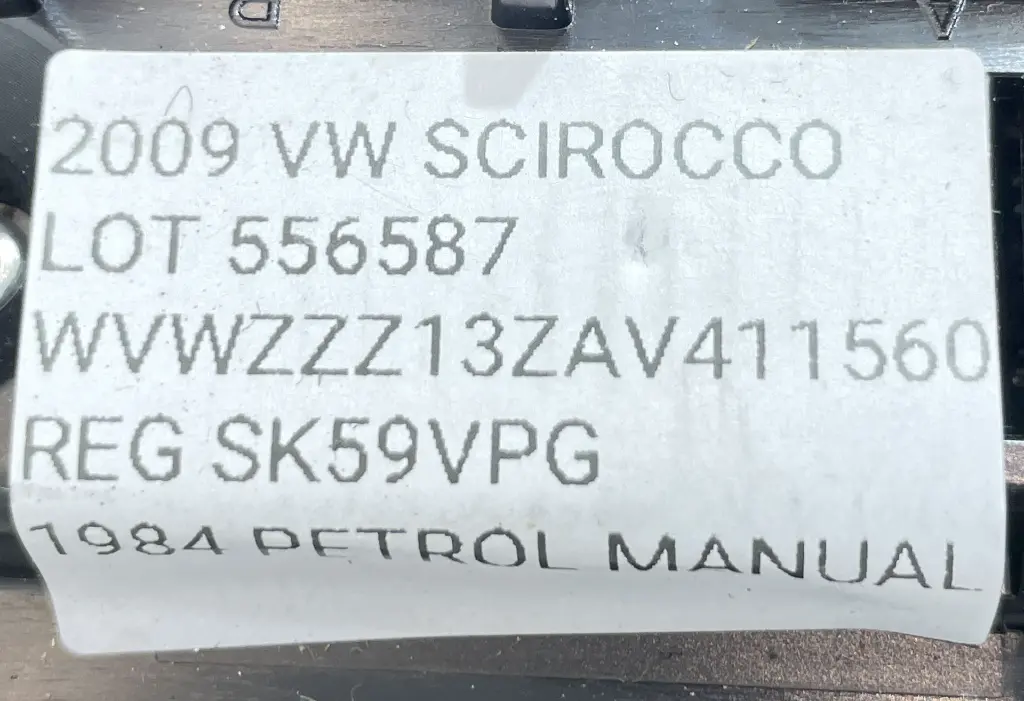 2009 VW SCIROCCO
LOT 556587
WVWZZZ13ZAV411560
REG SK59VPG
1984 PETROL MANUAL